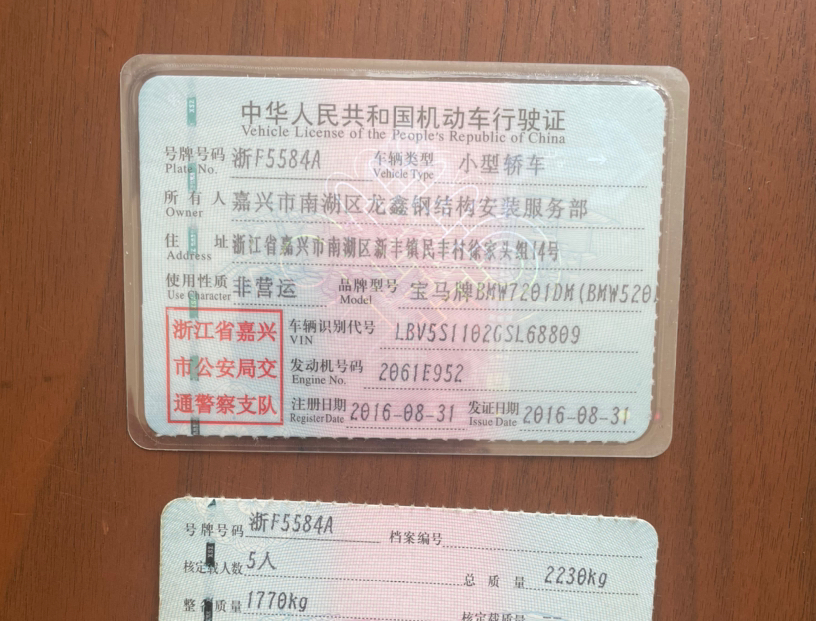 中华人民共和国机动车行驶证
Vehicle License of the People's Republic of China
号牌号码 浙F5584A 车辆类型 小型轿车
Plate No. Vehicle Type
所有人 嘉兴市南湖区龙鑫钢结构安装服务部
Owner
住址 浙江省嘉兴市南湖区新丰镇民丰村徐家头组14号
Address
使用性质 非营运 品牌型号 宝马牌BMW7201DM(BMW520
Use Character Model
浙江省嘉兴 车辆识别代号 LBV5S1102GSL68809
VIN
市公安局交 发动机号码 2061E952
Engine No.
通警察支队 注册日期 2016-08-31 发证日期 2016-08-31
Register Date Issue Date
号牌号码 浙F5584A 档案编号
核定载人数 5人 总质量 2230kg
整备质量 1770kg 核定载质量 --